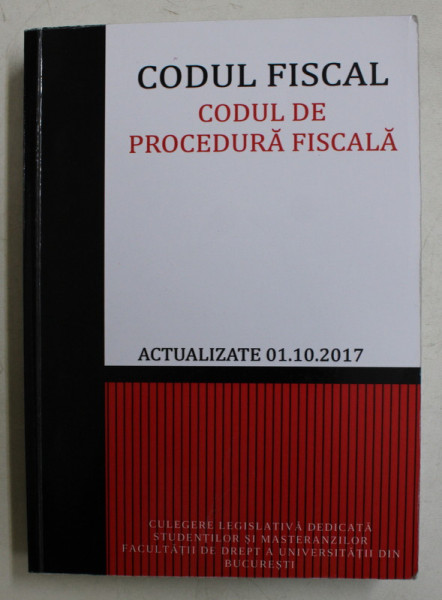 CODUL FISCAL
CODUL DE
PROCEDURĂ FISCALĂ
ACTUALIZATE 01.10.2017
CULEGERE LEGISLATIVĂ DEDICATĂ
STUDENȚILOR ȘI MASTERANZILOR
FACULTĂȚII DE DREPT A UNIVERSITĂȚII DIN
BUCUREȘTI